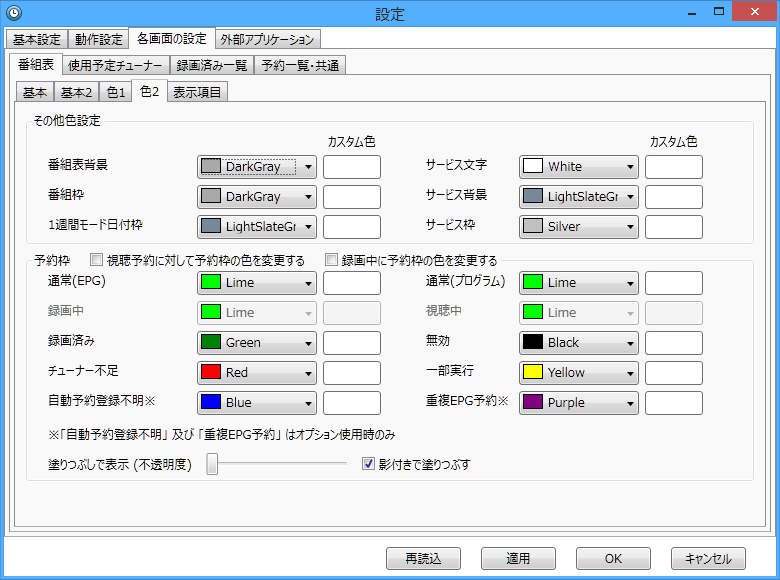 設定
基本設定 動作設定 各画面の設定 外部アプリケーション
番組表 使用予定チューナー 録画済み一覧 予約一覧・共通
基本 基本2 色1 色2 表示項目
その他色設定
カスタム色 カスタム色
番組表背景 DarkGray サービス文字 White
番組枠 DarkGray サービス背景 LightSlateGr
1週間モード日付枠 LightSlateGr サービス枠 Silver
予約枠 視聴予約に対して予約枠の色を変更する 録画中に予約枠の色を変更する
通常(EPG) Lime 通常(プログラム) Lime
録画中 Lime 視聴中 Lime
録画済み Green 無効 Black
チューナー不足 Red 一部実行 Yellow
自動予約登録不明※ Blue 重複EPG予約※ Purple
※「自動予約登録不明」 及び 「重複EPG予約」 はオプション使用時のみ
塗りつぶしで表示 (不透明度) 影付きで塗りつぶす
再読込 適用 OK キャンセル